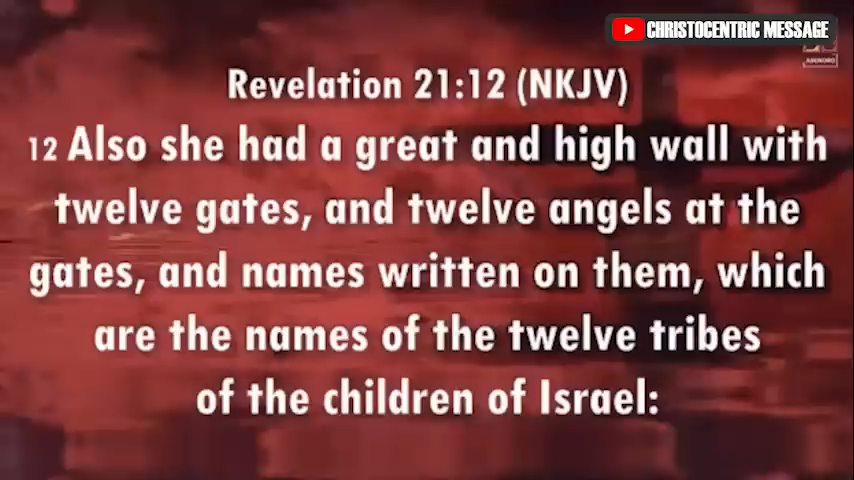 CHRISTOCENTRIC MESSAGE
Revelation 21:12 (NKJV)
12 Also she had a great and high wall with
twelve gates, and twelve angels at the
gates, and names written on them, which
are the names of the twelve tribes
of the children of Israel: